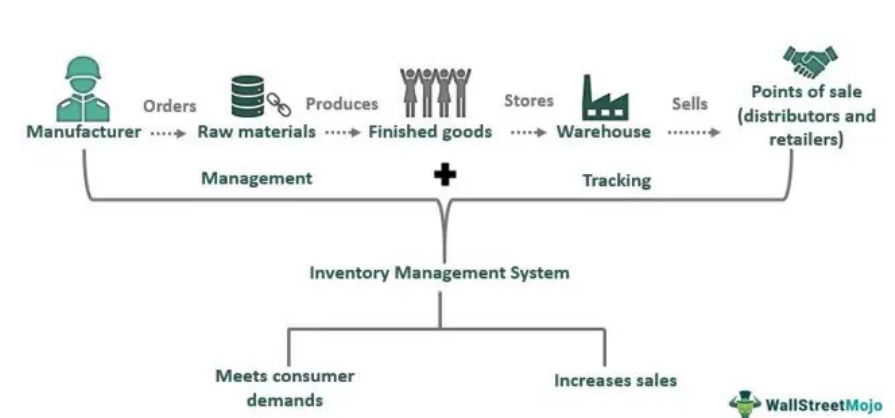 Orders
Produces
Stores
Sells
Points of sale
(distributors and
retailers)
Manufacturer
Raw materials
Finished goods
Warehouse
Management
Tracking
Inventory Management System
Meets consumer
demands
Increases sales
WallStreetMojo